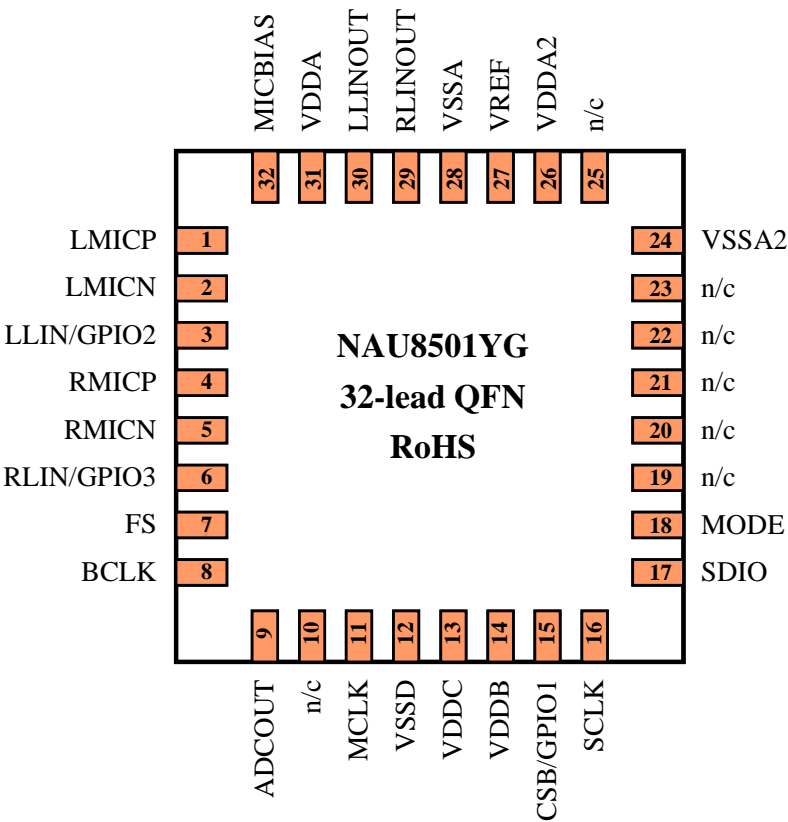 MICBIAS
VDDA
LLINOUT
RLINOUT
VSSA
VREF
VDDA2
n/c
32
31
30
29
28
27
26
25
LMICP 1
LMICN 2
LLIN/GPIO2 3
RMICP 4
RMICN 5
RLIN/GPIO3 6
FS 7
BCLK 8
NAU8501YG
32-lead QFN
RoHS
24 VSSA2
23 n/c
22 n/c
21 n/c
20 n/c
19 n/c
18 MODE
17 SDIO
9
10
11
12
13
14
15
16
ADCOUT
n/c
MCLK
VSSD
VDDC
VDDB
CSB/GPIO1
SCLK